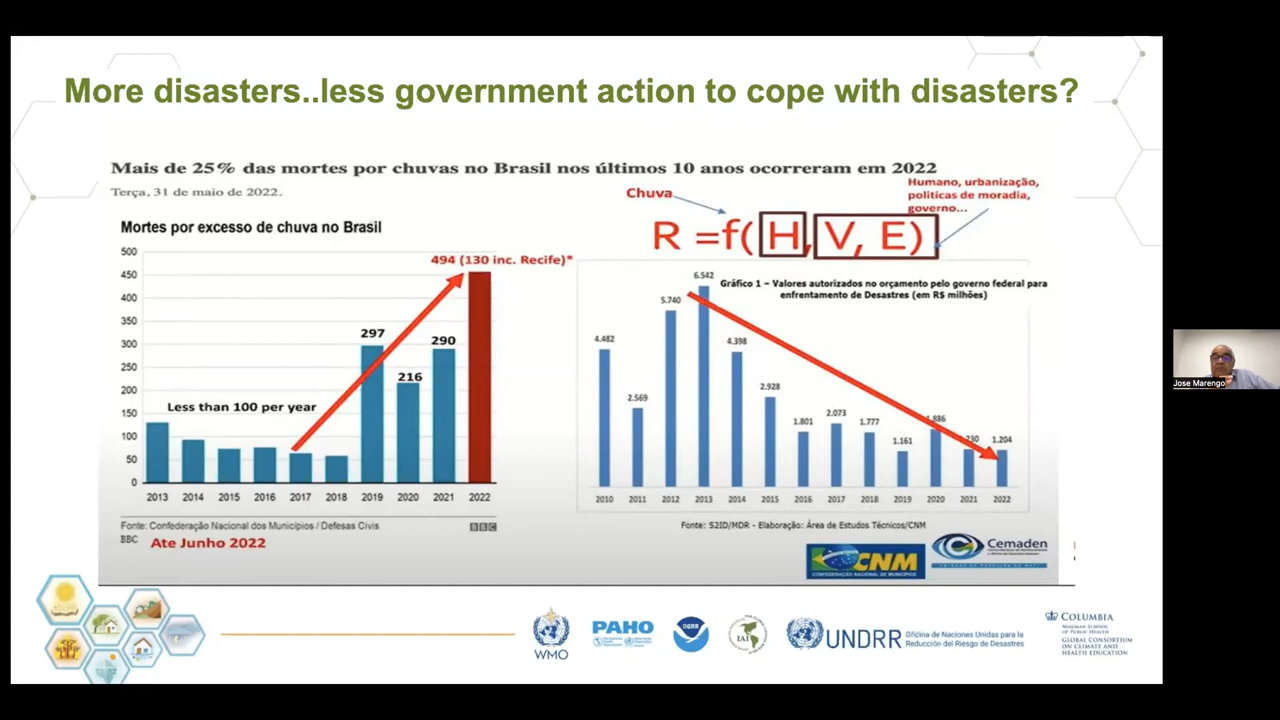 More disasters..less government action to cope with disasters?
Mais de 25% das mortes por chuvas no Brasil nos últimos 10 anos ocorreram em 2022
Terça, 31 de maio de 2022.
Mortes por excesso de chuva no Brasil
500
450
400
350
300
250
200
150
100
50
0
494 (130 inc. Recife)*
297
216
290
Less than 100 per year
2013 2014 2015 2016 2017 2018 2019 2020 2021 2022
Fonte: Confederação Nacional dos Municípios / Defesas Civis
BBC
BBC
Ate Junho 2022
Chuva
Humano, urbanização,
politicas de moradia,
governo...
R =f( H, V, E)
Gráfico 1 – Valores autorizados no orçamento pelo governo federal para
enfrentamento de Desastres (em R$ milhões)
4.482
2.569
5.740
6.542
4.398
2.928
1.801
2.073
1.777
1.161
1.204
2010 2011 2012 2013 2014 2015 2016 2017 2018 2019 2020 2021 2022
Fonte: S2ID/MDR - Elaboração: Área de Estudos Técnicos/CNM
CNM
CONFEDERAÇÃO NACIONAL DE MUNICÍPIOS
Cemaden
Jose Marengo
WMO
PAHO
NOAA
IAI
UNDRR
Oficina de Naciones Unidas para la
Reducción del Riesgo de Desastres
COLUMBIA
MAILMAN SCHOOL
OF PUBLIC HEALTH
GLOBAL CONSORTIUM
ON CLIMATE AND
HEALTH EDUCATION